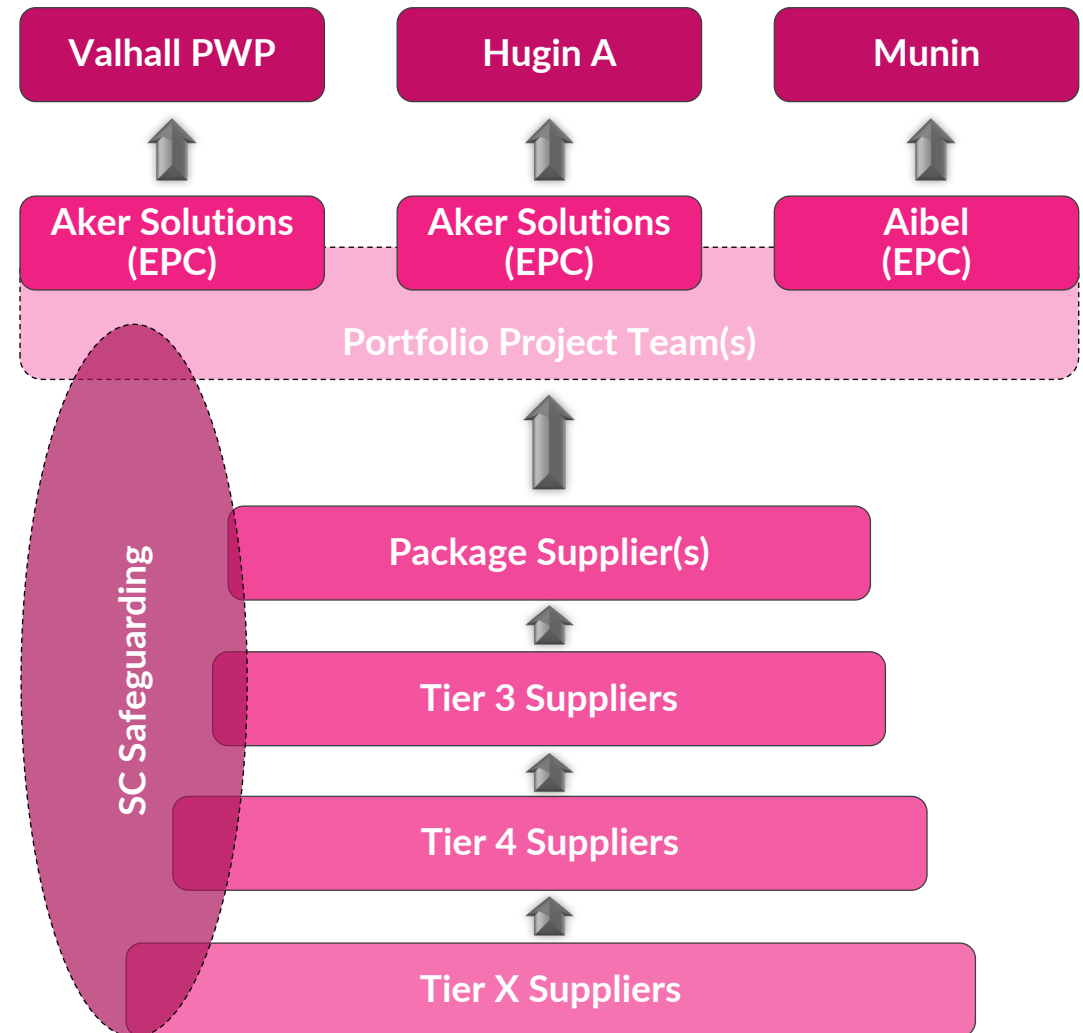 Valhall PWP
Hugin A
Munin
Aker Solutions
(EPC)
Aker Solutions
(EPC)
Aibel
(EPC)
Portfolio Project Team(s)
SC Safeguarding
Package Supplier(s)
Tier 3 Suppliers
Tier 4 Suppliers
Tier X Suppliers